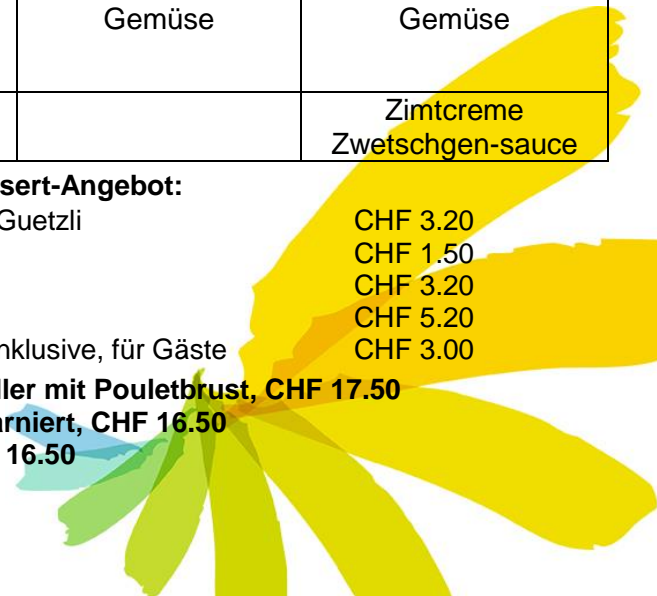 Gemüse Gemüse
Zimtcreme
Zwetschgen-sauce
sert-Angebot:
Guetzli CHF 3.20
CHF 1.50
CHF 3.20
CHF 5.20
nklusive, für Gäste CHF 3.00
ller mit Pouletbrust, CHF 17.50
arniert, CHF 16.50
16.50